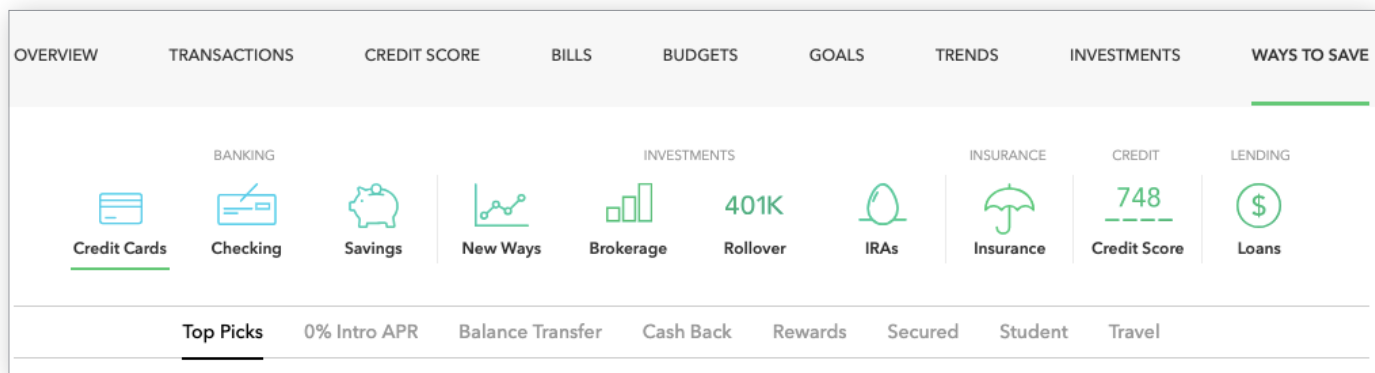 OVERVIEW TRANSACTIONS CREDIT SCORE BILLS BUDGETS GOALS TRENDS INVESTMENTS WAYS TO SAVE
BANKING INVESTMENTS INSURANCE CREDIT LENDING
401K 748 $
Credit Cards Checking Savings New Ways Brokerage Rollover IRAs Insurance Credit Score Loans
Top Picks 0% Intro APR Balance Transfer Cash Back Rewards Secured Student Travel